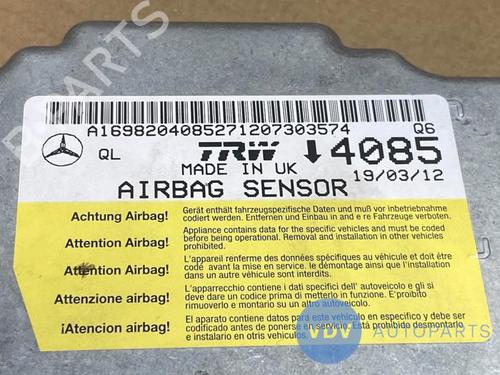 A1698204085271207303574 Q6
QL TRW 4085
MADE IN UK 19/03/12
AIRBAG SENSOR
Achtung Airbag! Gerät enthält fahrzeugspezifische Daten und muß vor inbetriebnahme
codiert werden. Entfernen und Einbau in and e re Fahrzeuge verboten.
Attention Airbag! Appliance contains data for the specific vehicles and must be coded
before being operational. Removal and installation in other vehicles
prohibited.
Attention Airbag! L'appareil renferme des données spécifiques au véhicule et doit être
codé avant la mise en service. le démontage ainsi que l'installation
dans un autre véhicule sont interdits.
Attenzione airbag! L'apparecchio contiene i dati specifici dell' autoveicolo e gli
si deve dare un codice prima di metterlo in funzione. É proibito
rimuoverlo e montarlo su un altro autoveicolo.
¡Atencion airbag! El aparato contiene datos para este vehículo en especifico y debe ser
codificado antes de ponerse en servicio. Está prohibido desmontarlo
e instalarlo en otros vehículos.
VDV AUTOPARTS